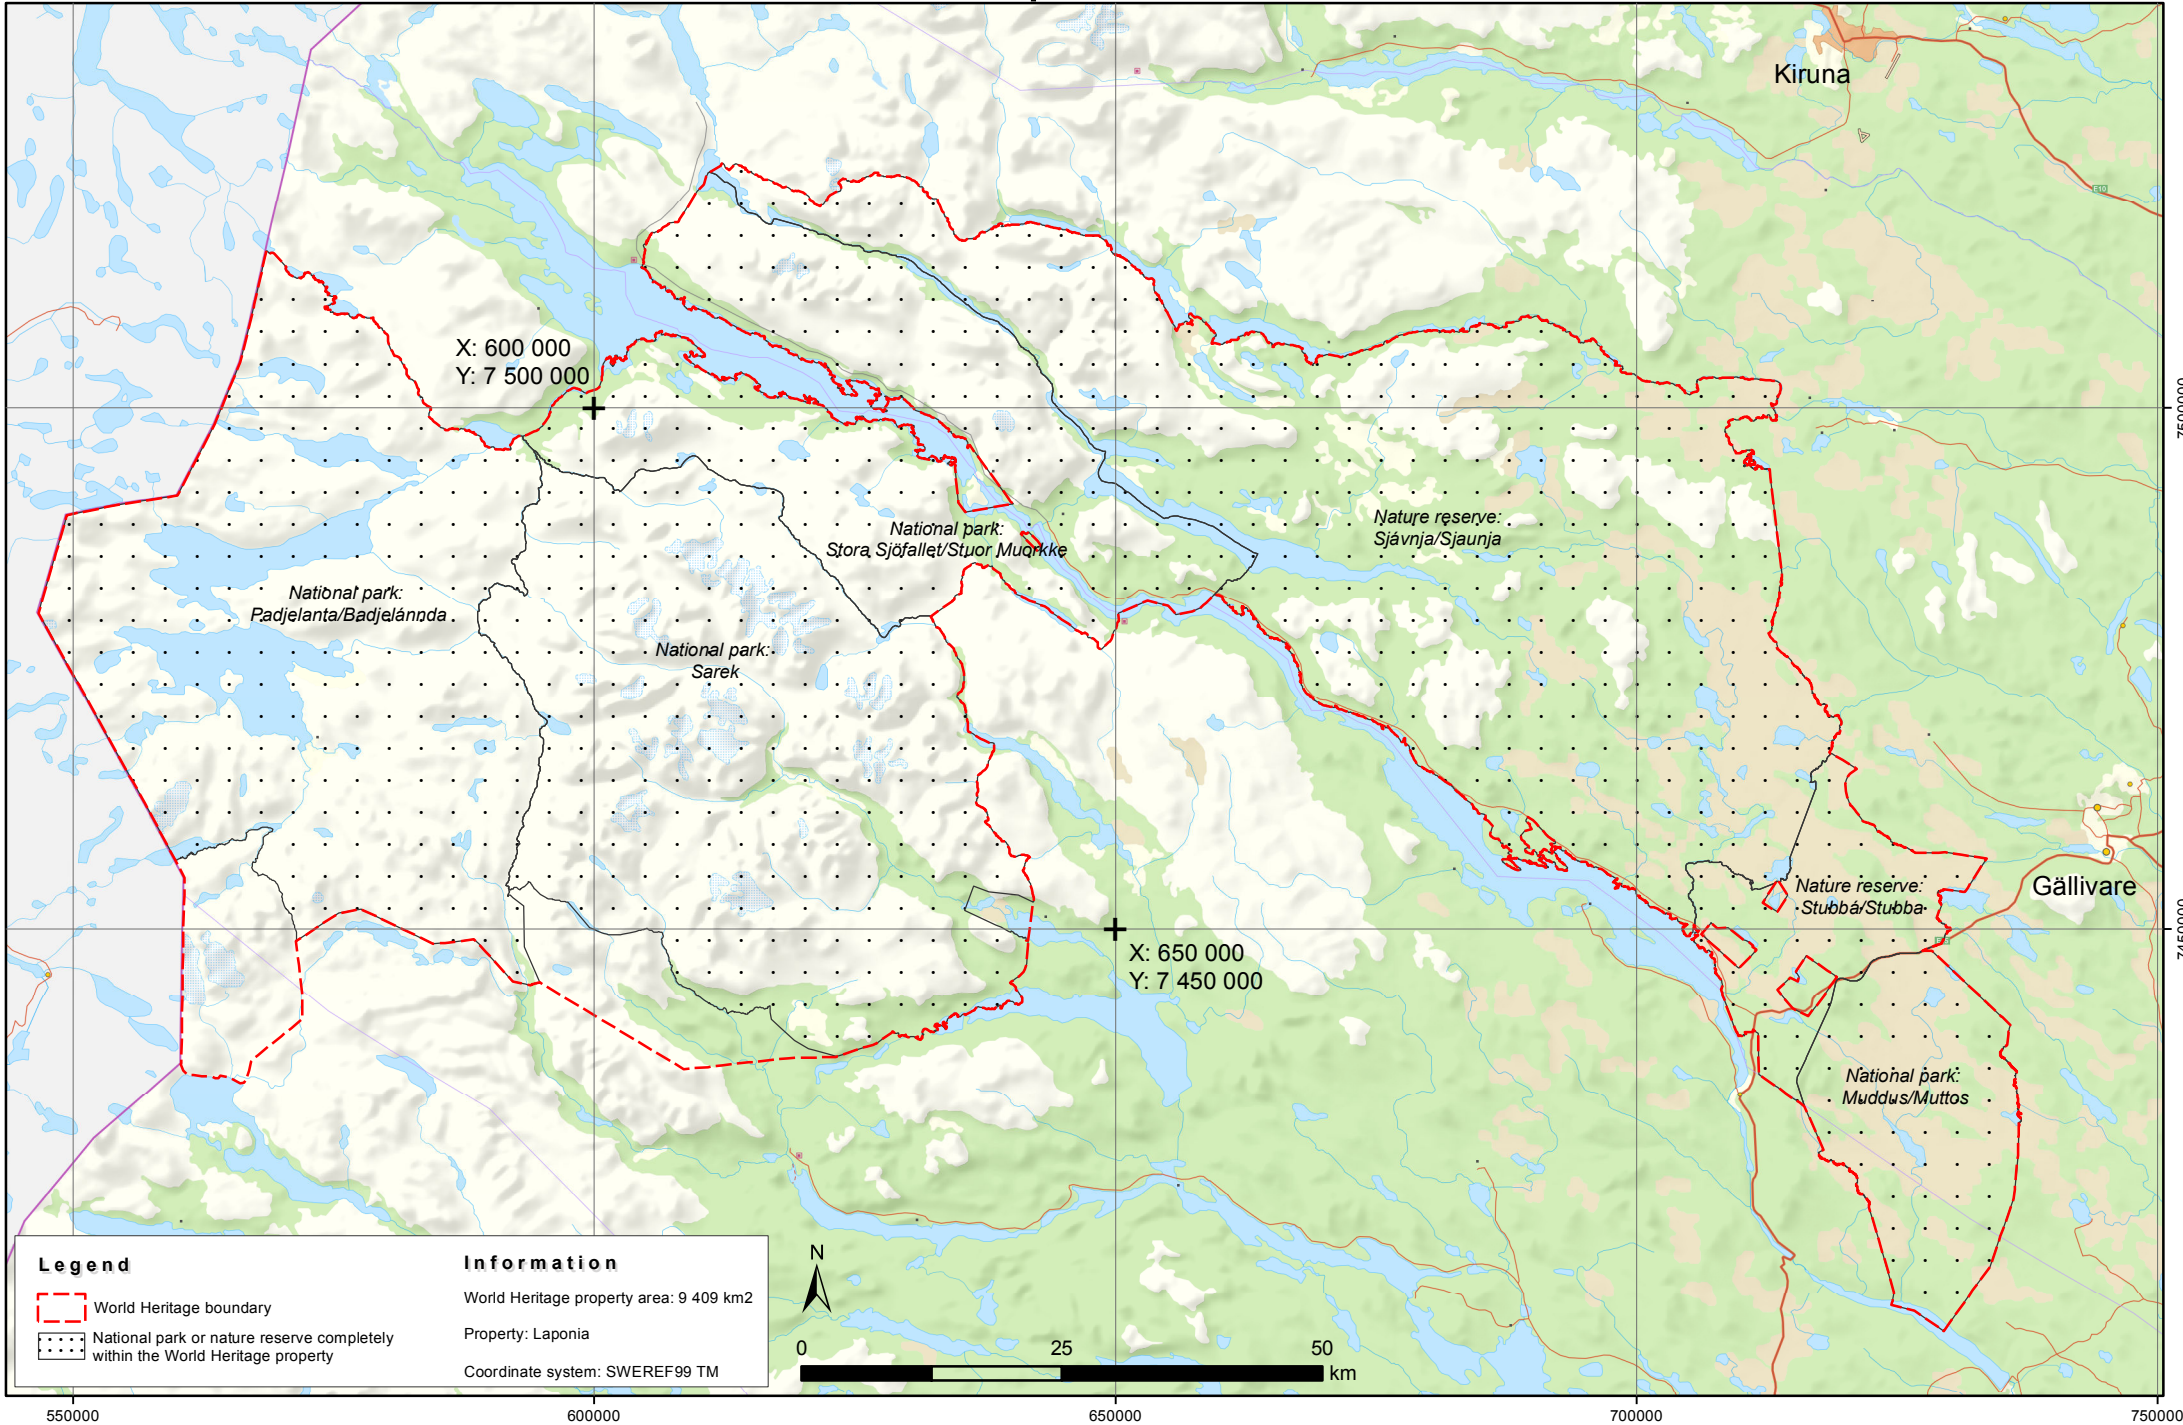 Kiruna
E10
X: 600 000
Y: 7 500 000
7500000
National park:
Stora Sjöfallet/Stuor Muorkke
Nature reserve:
Sjávnja/Sjaunja
National park:
Padjelanta/Badjelánnda
National park:
Sarek
Nature reserve:
Stubbá/Stubba
Gällivare
X: 650 000
Y: 7 450 000
7450000
National park:
Muddus/Muttos
Legend
World Heritage boundary
National park or nature reserve completely
within the World Heritage property
Information
World Heritage property area: 9 409 km2
Property: Laponia
Coordinate system: SWEREF99 TM
N
0 25 50
km
550000 600000 650000 700000 750000